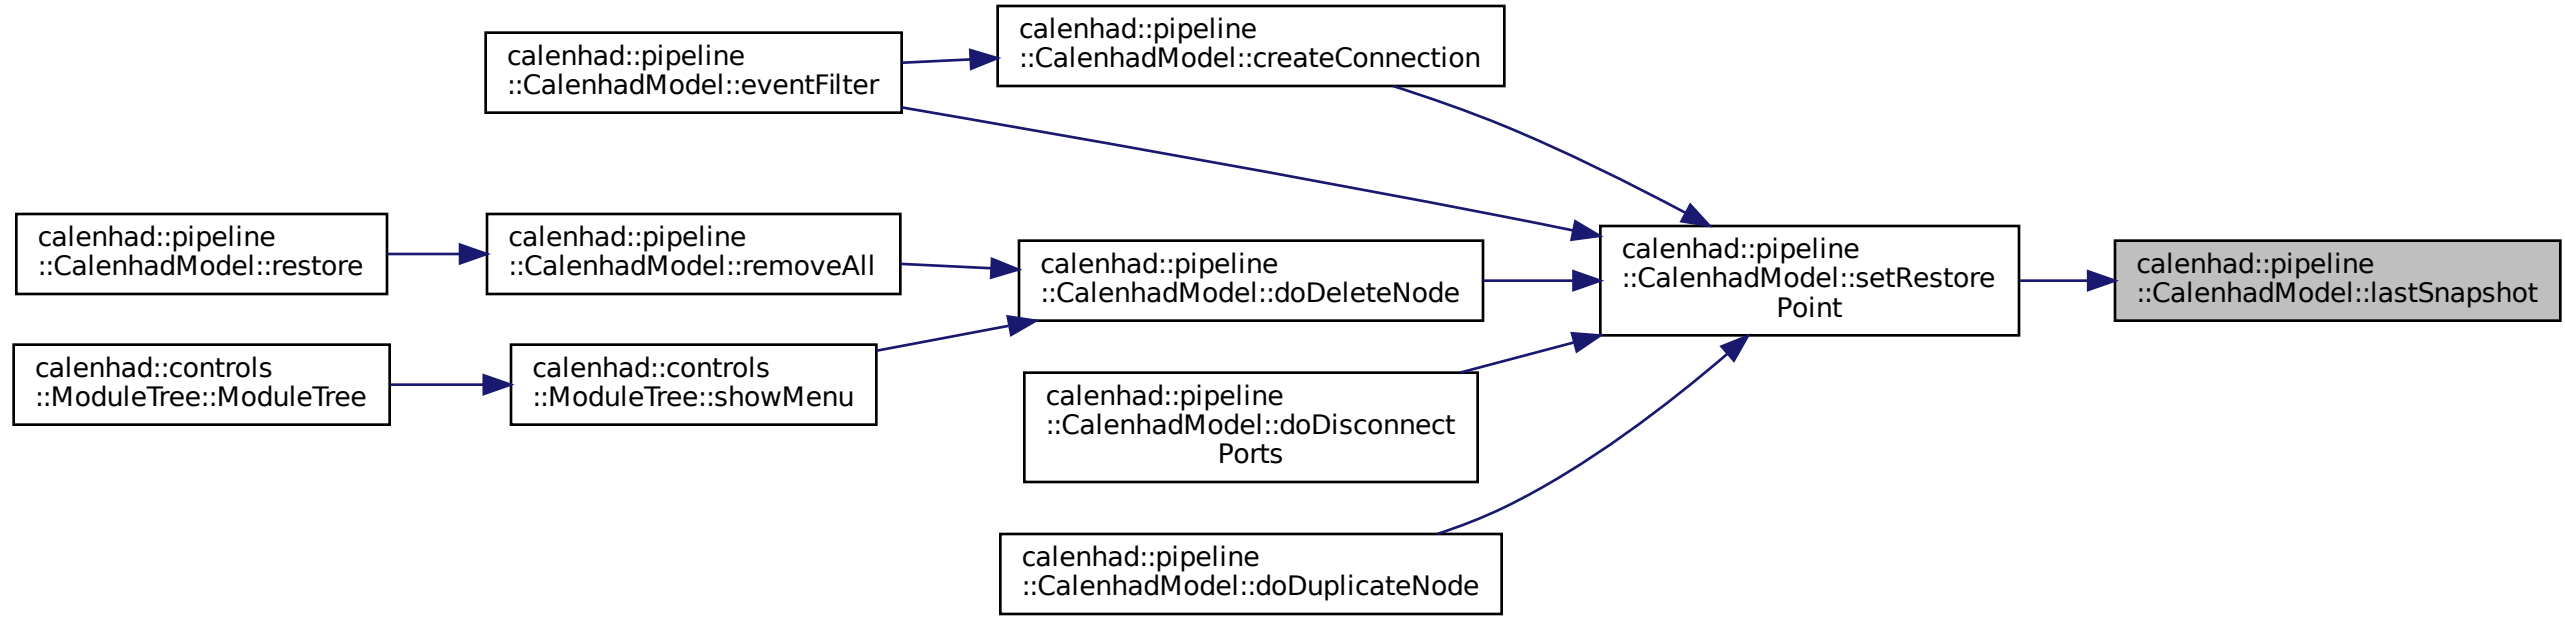 calenhad::pipeline
::CalenhadModel::createConnection
calenhad::pipeline
::CalenhadModel::eventFilter
calenhad::pipeline
::CalenhadModel::restore
calenhad::pipeline
::CalenhadModel::removeAll
calenhad::pipeline
::CalenhadModel::doDeleteNode
calenhad::pipeline
::CalenhadModel::setRestore
Point
calenhad::pipeline
::CalenhadModel::lastSnapshot
calenhad::controls
::ModuleTree::ModuleTree
calenhad::controls
::ModuleTree::showMenu
calenhad::pipeline
::CalenhadModel::doDisconnect
Ports
calenhad::pipeline
::CalenhadModel::doDuplicateNode